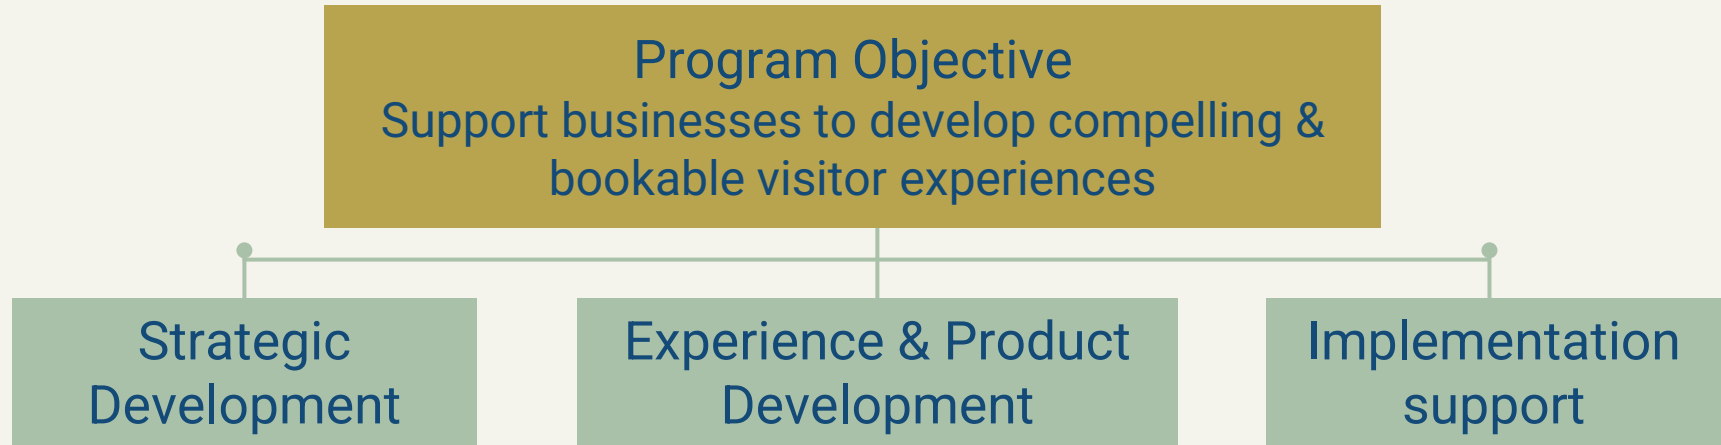 Program Objective
Support businesses to develop compelling &
bookable visitor experiences
Strategic
Development
Experience & Product
Development
Implementation
support